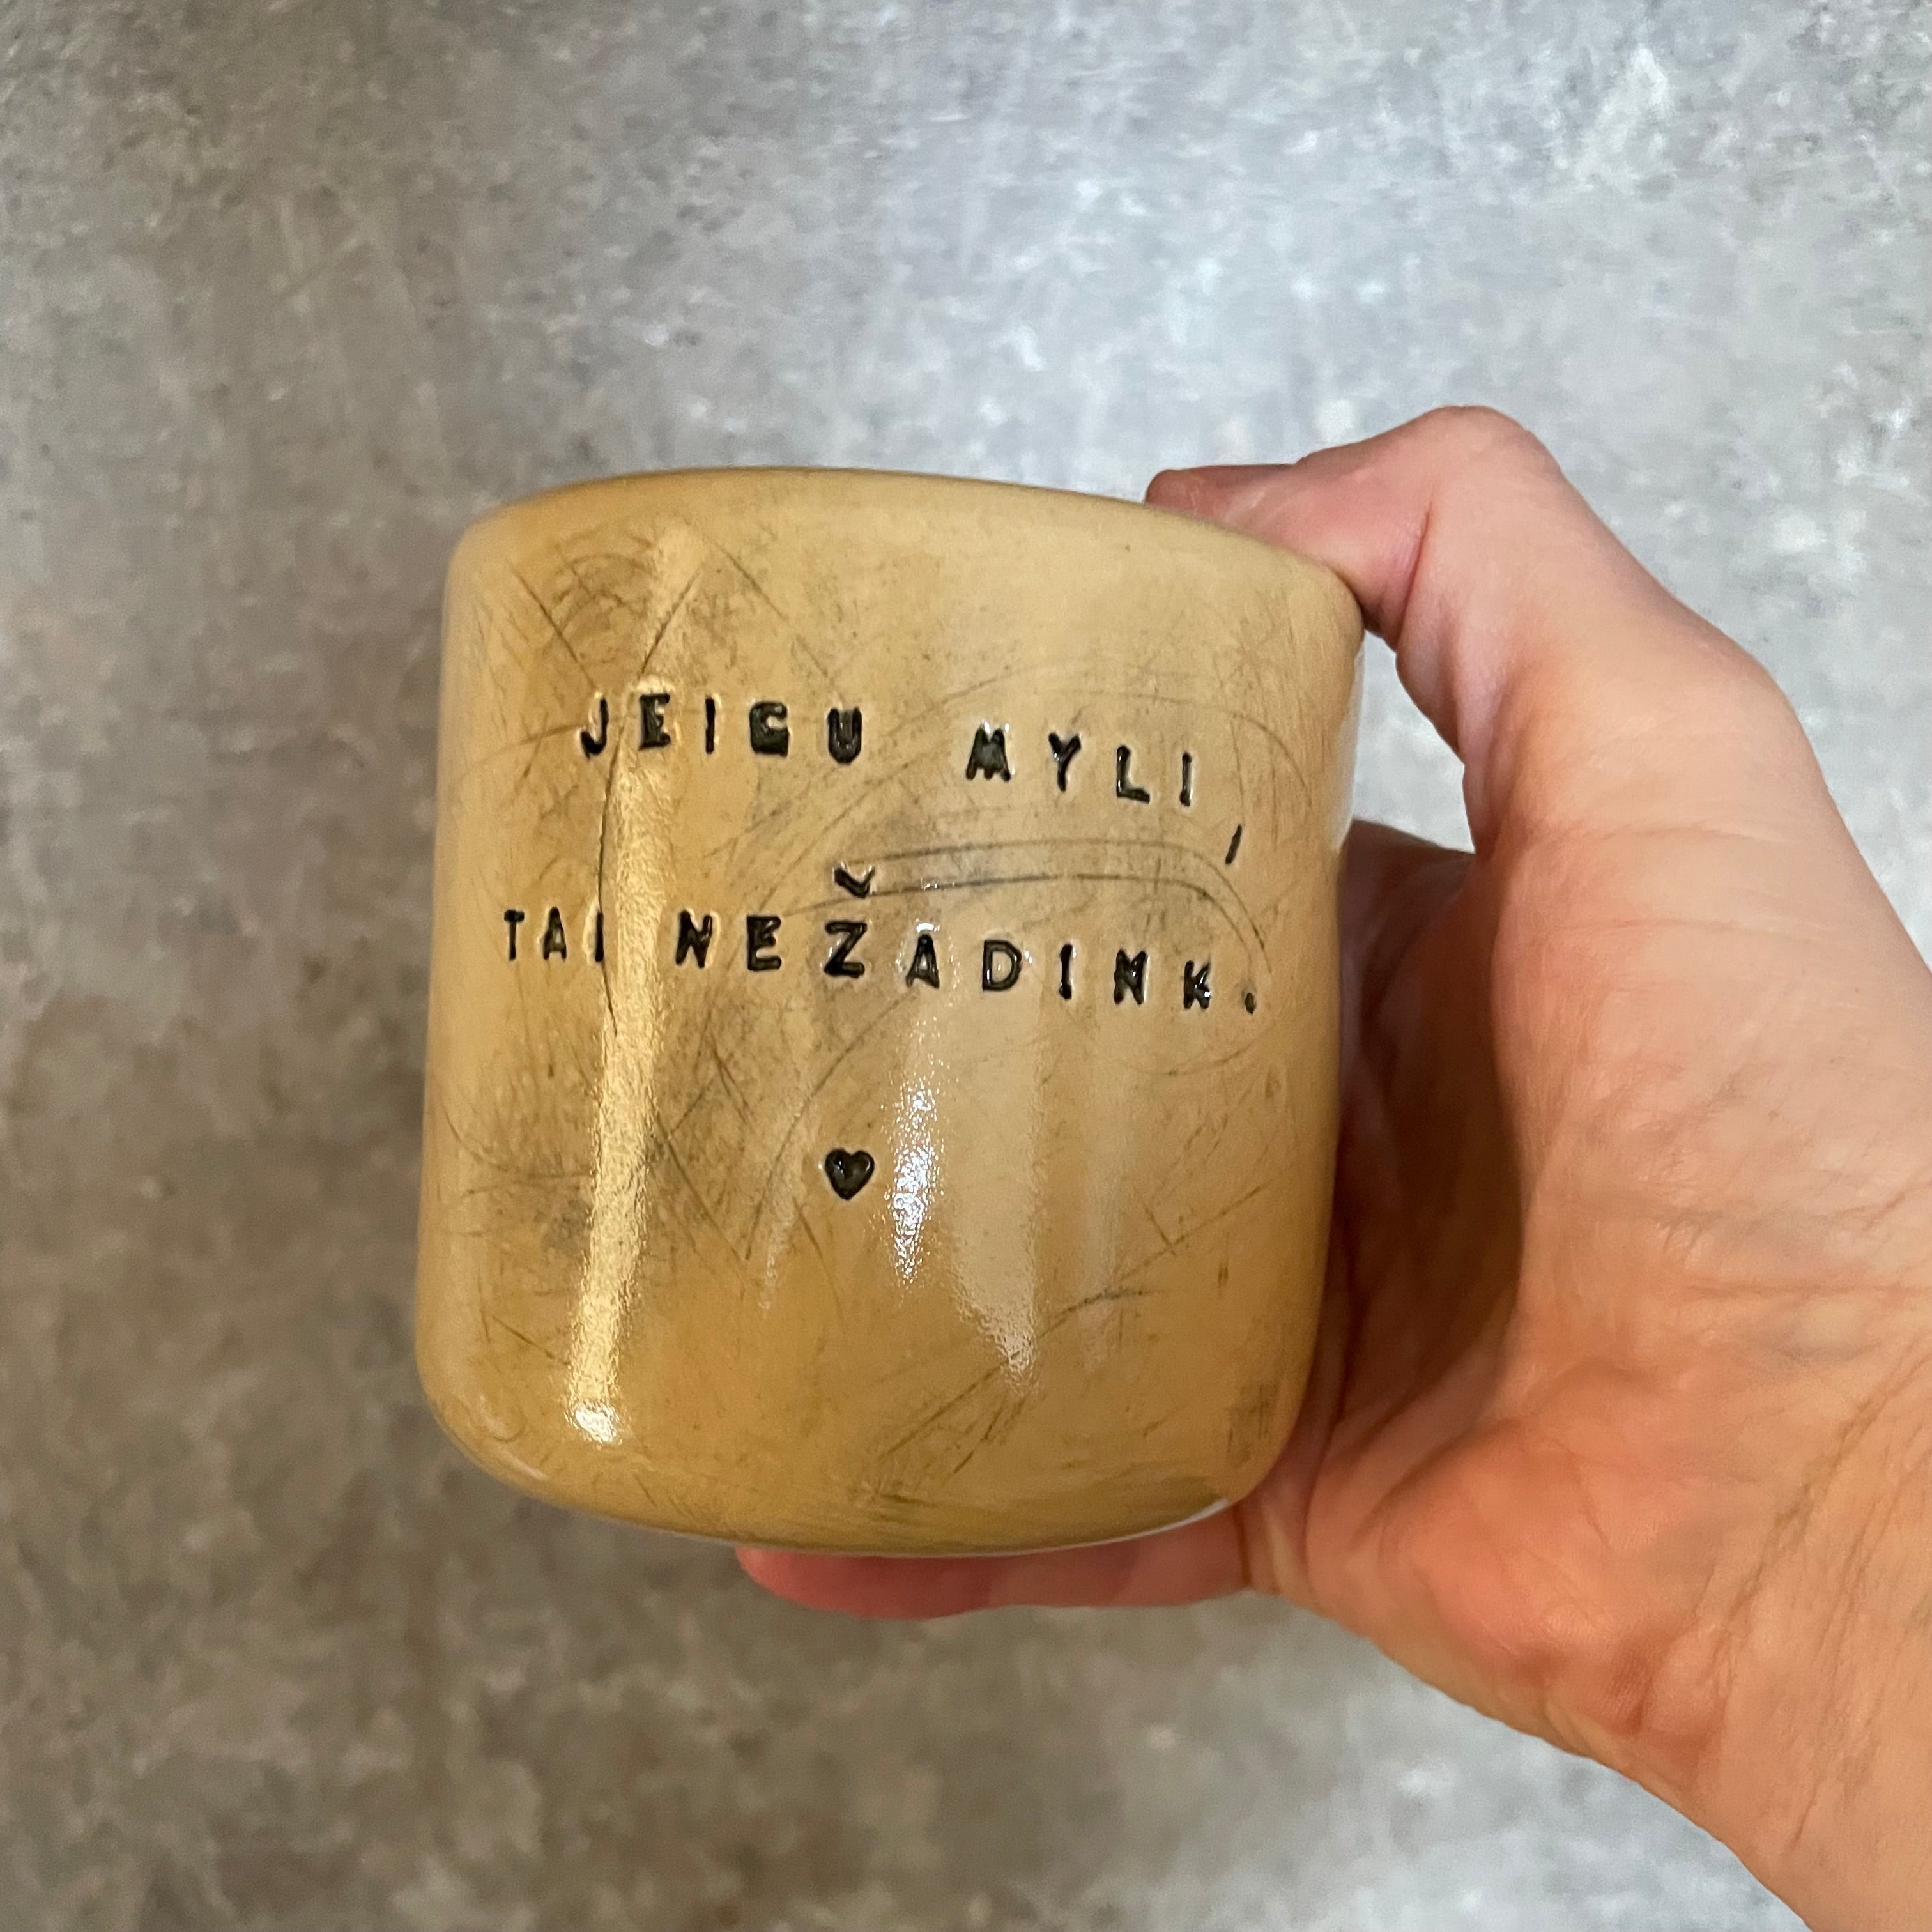 JEIGU MYLI,
TAI NEŽADINK.
♥